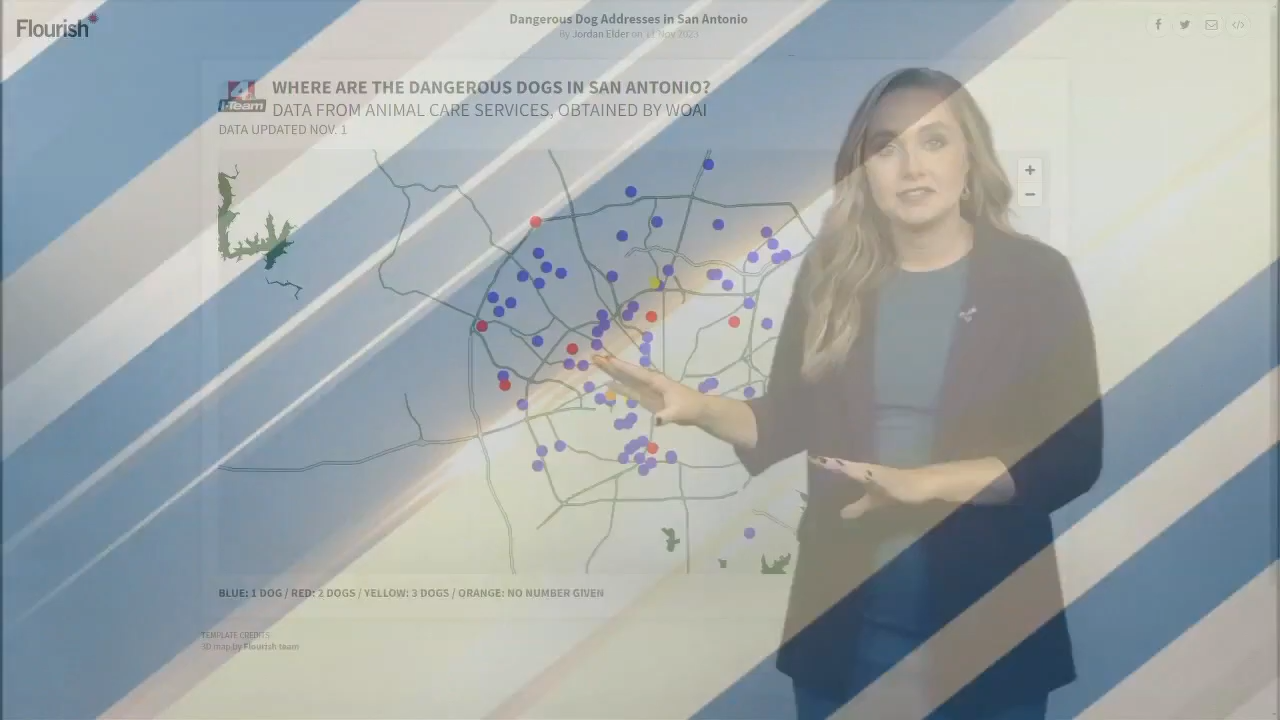 Flourish
Dangerous Dog Addresses in San Antonio
By Jordan Elder on 11 Nov 2023
4
I-Team
WHERE ARE THE DANGEROUS DOGS IN SAN ANTONIO?
DATA FROM ANIMAL CARE SERVICES, OBTAINED BY WOAI
DATA UPDATED NOV. 1
+
−
BLUE: 1 DOG / RED: 2 DOGS / YELLOW: 3 DOGS / ORANGE: NO NUMBER GIVEN
TEMPLATE CREDITS
3D map by Flourish team